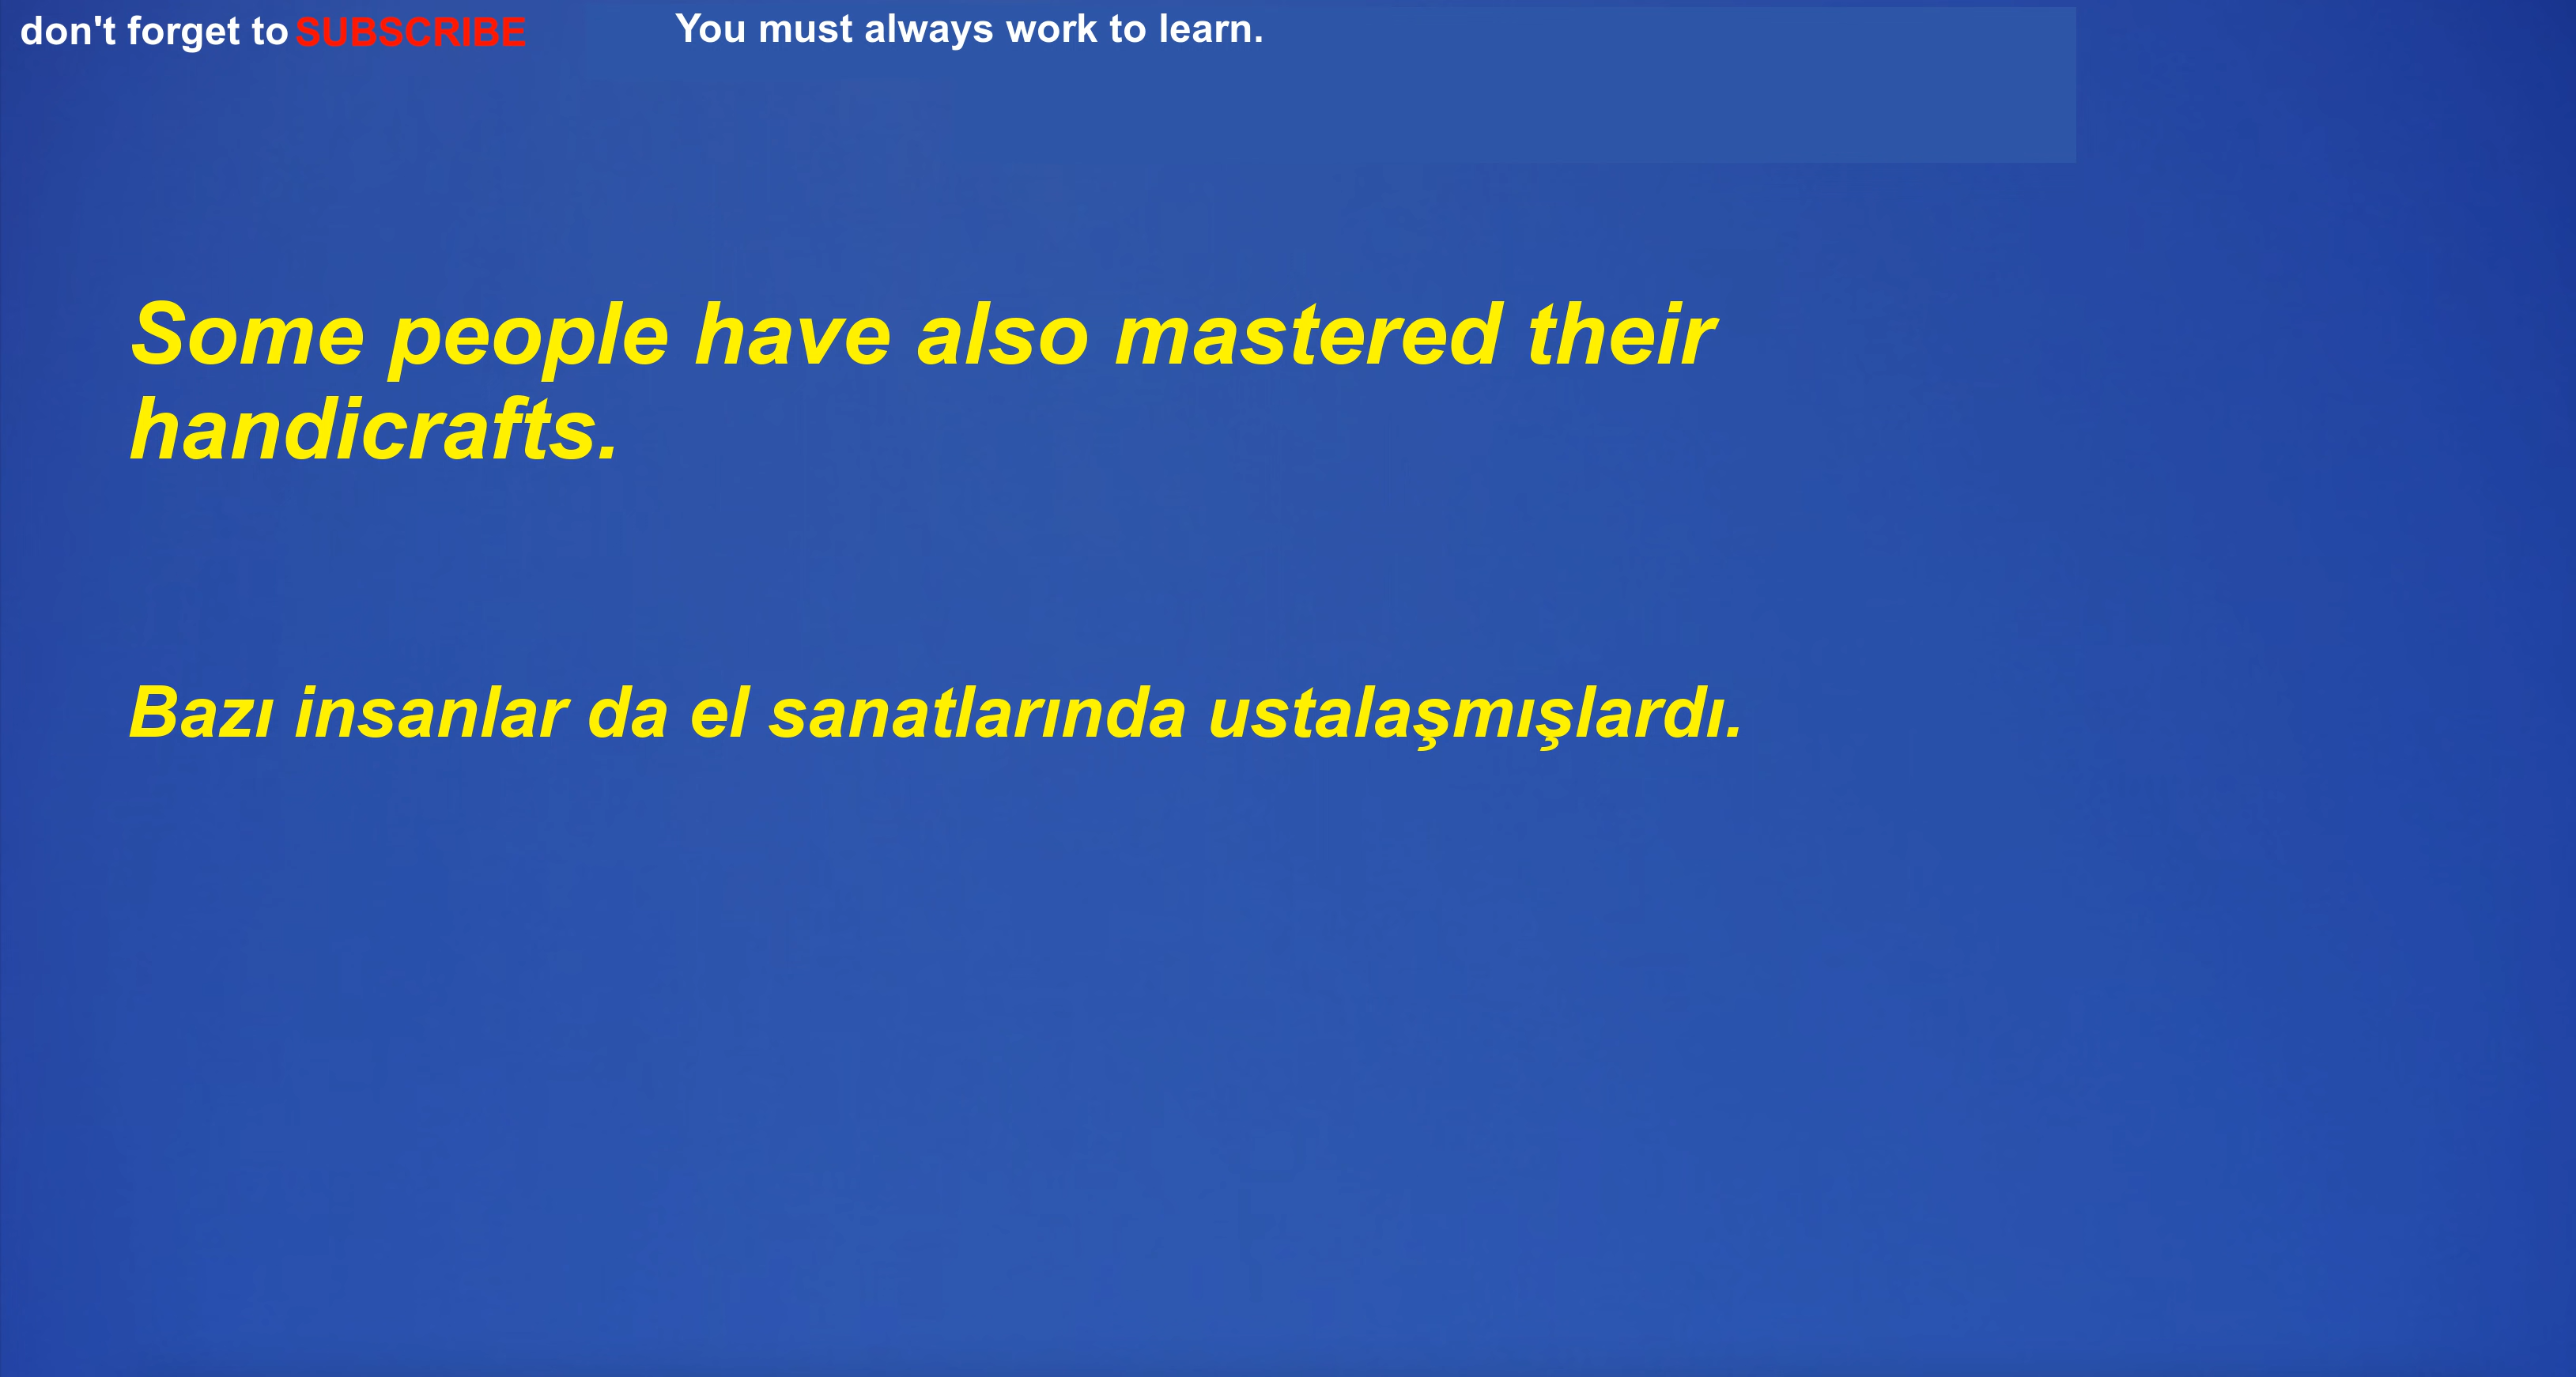 don't forget to SUBSCRIBE
You must always work to learn.
Some people have also mastered their
handicrafts.
Bazı insanlar da el sanatlarında ustalaşmışlardı.